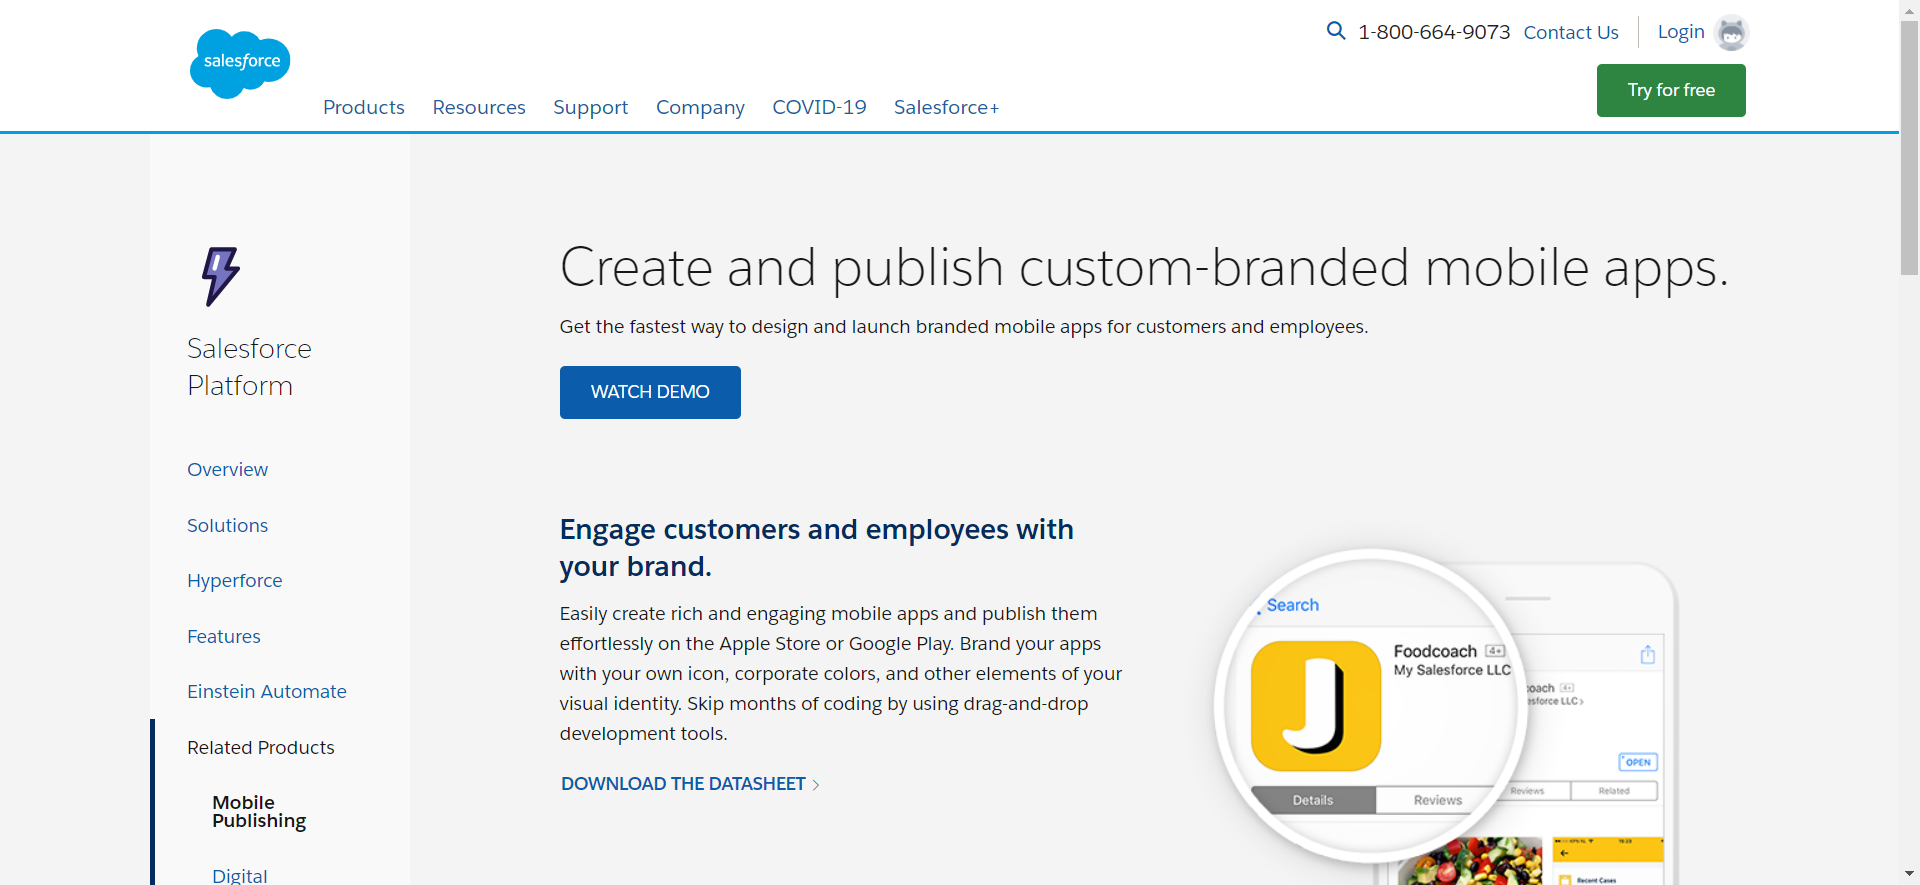 salesforce
1-800-664-9073 Contact Us Login
Try for free
Products Resources Support Company COVID-19 Salesforce+
Salesforce
Platform
Overview
Solutions
Hyperforce
Features
Einstein Automate
Related Products
Mobile
Publishing
Digital
Create and publish custom-branded mobile apps.
Get the fastest way to design and launch branded mobile apps for customers and employees.
WATCH DEMO
Engage customers and employees with
your brand.
Easily create rich and engaging mobile apps and publish them
effortlessly on the Apple Store or Google Play. Brand your apps
with your own icon, corporate colors, and other elements of your
visual identity. Skip months of coding by using drag-and-drop
development tools.
DOWNLOAD THE DATASHEET
Search
J
Foodcoach 4+
My Salesforce LLC
Details Reviews
OPEN
Reviews Related
Recent Cases